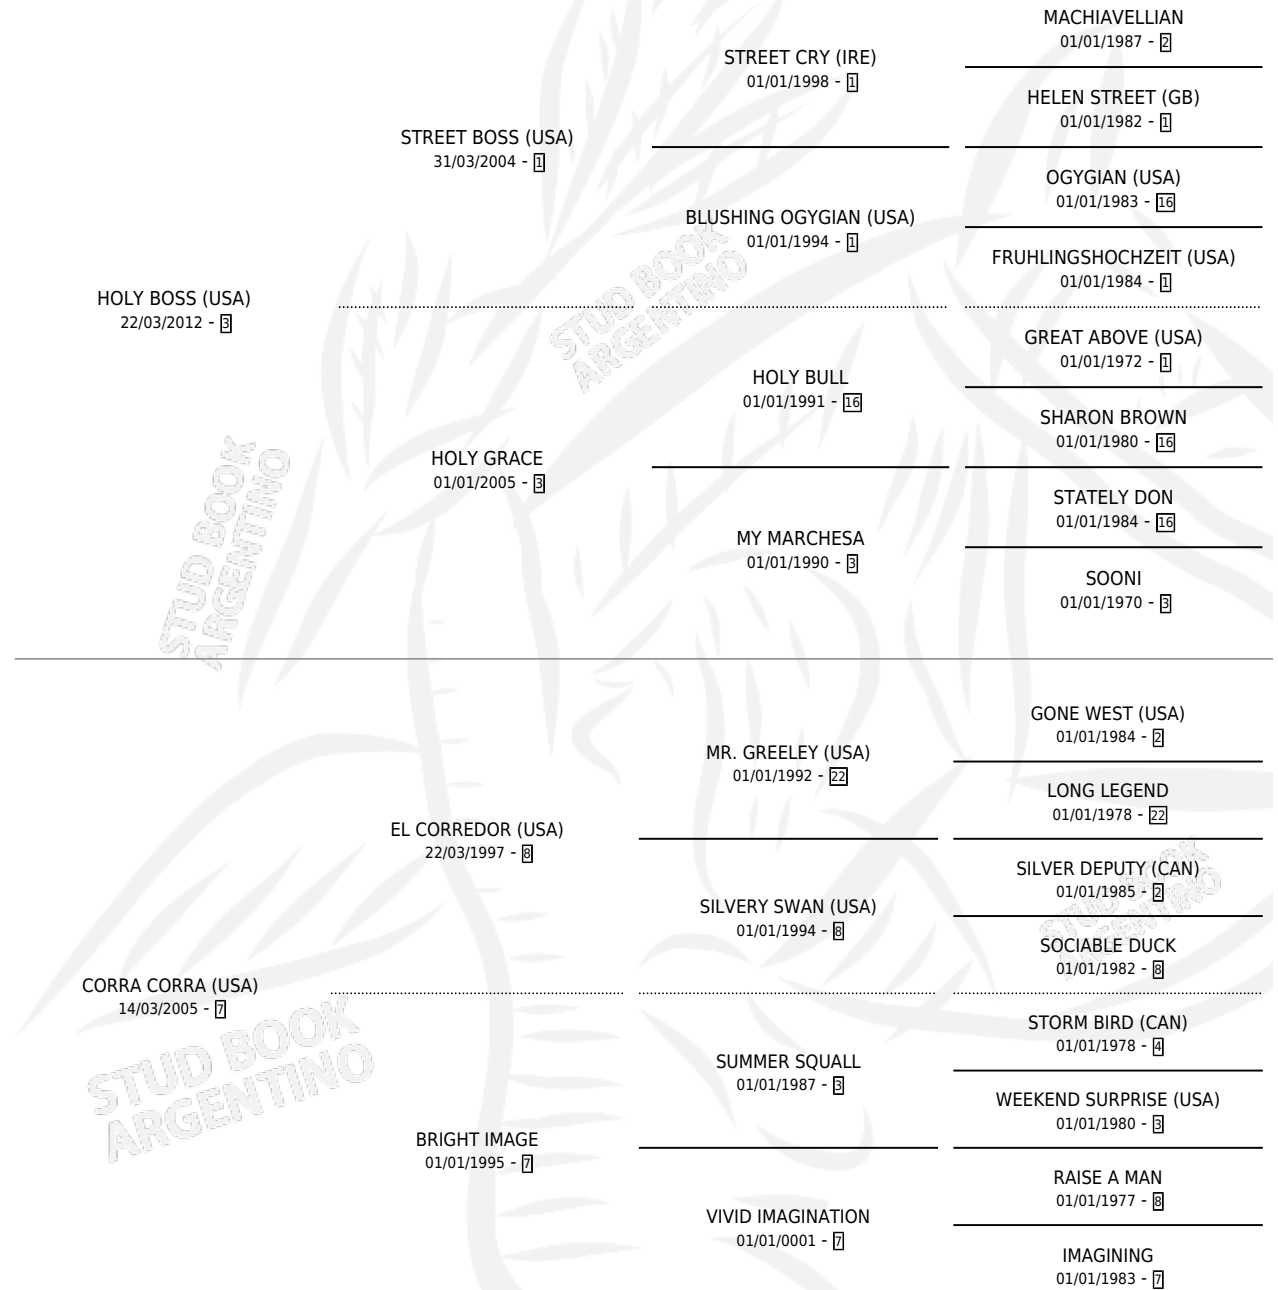 MACHIAVELLIAN
01/01/1987 - 2
STREET CRY (IRE)
01/01/1998 - 1
HELEN STREET (GB)
01/01/1982 - 1
STREET BOSS (USA)
31/03/2004 - 1
OGYGIAN (USA)
01/01/1983 - 16
BLUSHING OGYGIAN (USA)
01/01/1994 - 1
FRUHLINGSHOCHZEIT (USA)
01/01/1984 - 1
HOLY BOSS (USA)
22/03/2012 - 3
GREAT ABOVE (USA)
01/01/1972 - 1
HOLY BULL
01/01/1991 - 16
SHARON BROWN
01/01/1980 - 16
HOLY GRACE
01/01/2005 - 3
STATELY DON
01/01/1984 - 16
MY MARCHESA
01/01/1990 - 3
SOONI
01/01/1970 - 3
GONE WEST (USA)
01/01/1984 - 2
MR. GREELEY (USA)
01/01/1992 - 22
LONG LEGEND
01/01/1978 - 22
EL CORREDOR (USA)
22/03/1997 - 8
SILVER DEPUTY (CAN)
01/01/1985 - 2
SILVERY SWAN (USA)
01/01/1994 - 8
SOCIABLE DUCK
01/01/1982 - 8
CORRA CORRA (USA)
14/03/2005 - 7
STORM BIRD (CAN)
01/01/1978 - 4
SUMMER SQUALL
01/01/1987 - 3
WEEKEND SURPRISE (USA)
01/01/1980 - 3
BRIGHT IMAGE
01/01/1995 - 7
RAISE A MAN
01/01/1977 - 8
VIVID IMAGINATION
01/01/0001 - 7
IMAGINING
01/01/1983 - 7
STUD BOOK
ARGENTINO
STUD BOOK
ARGENTINO
STUD BOOK
ARGENTINO
STUD BOOK
ARGENTINO